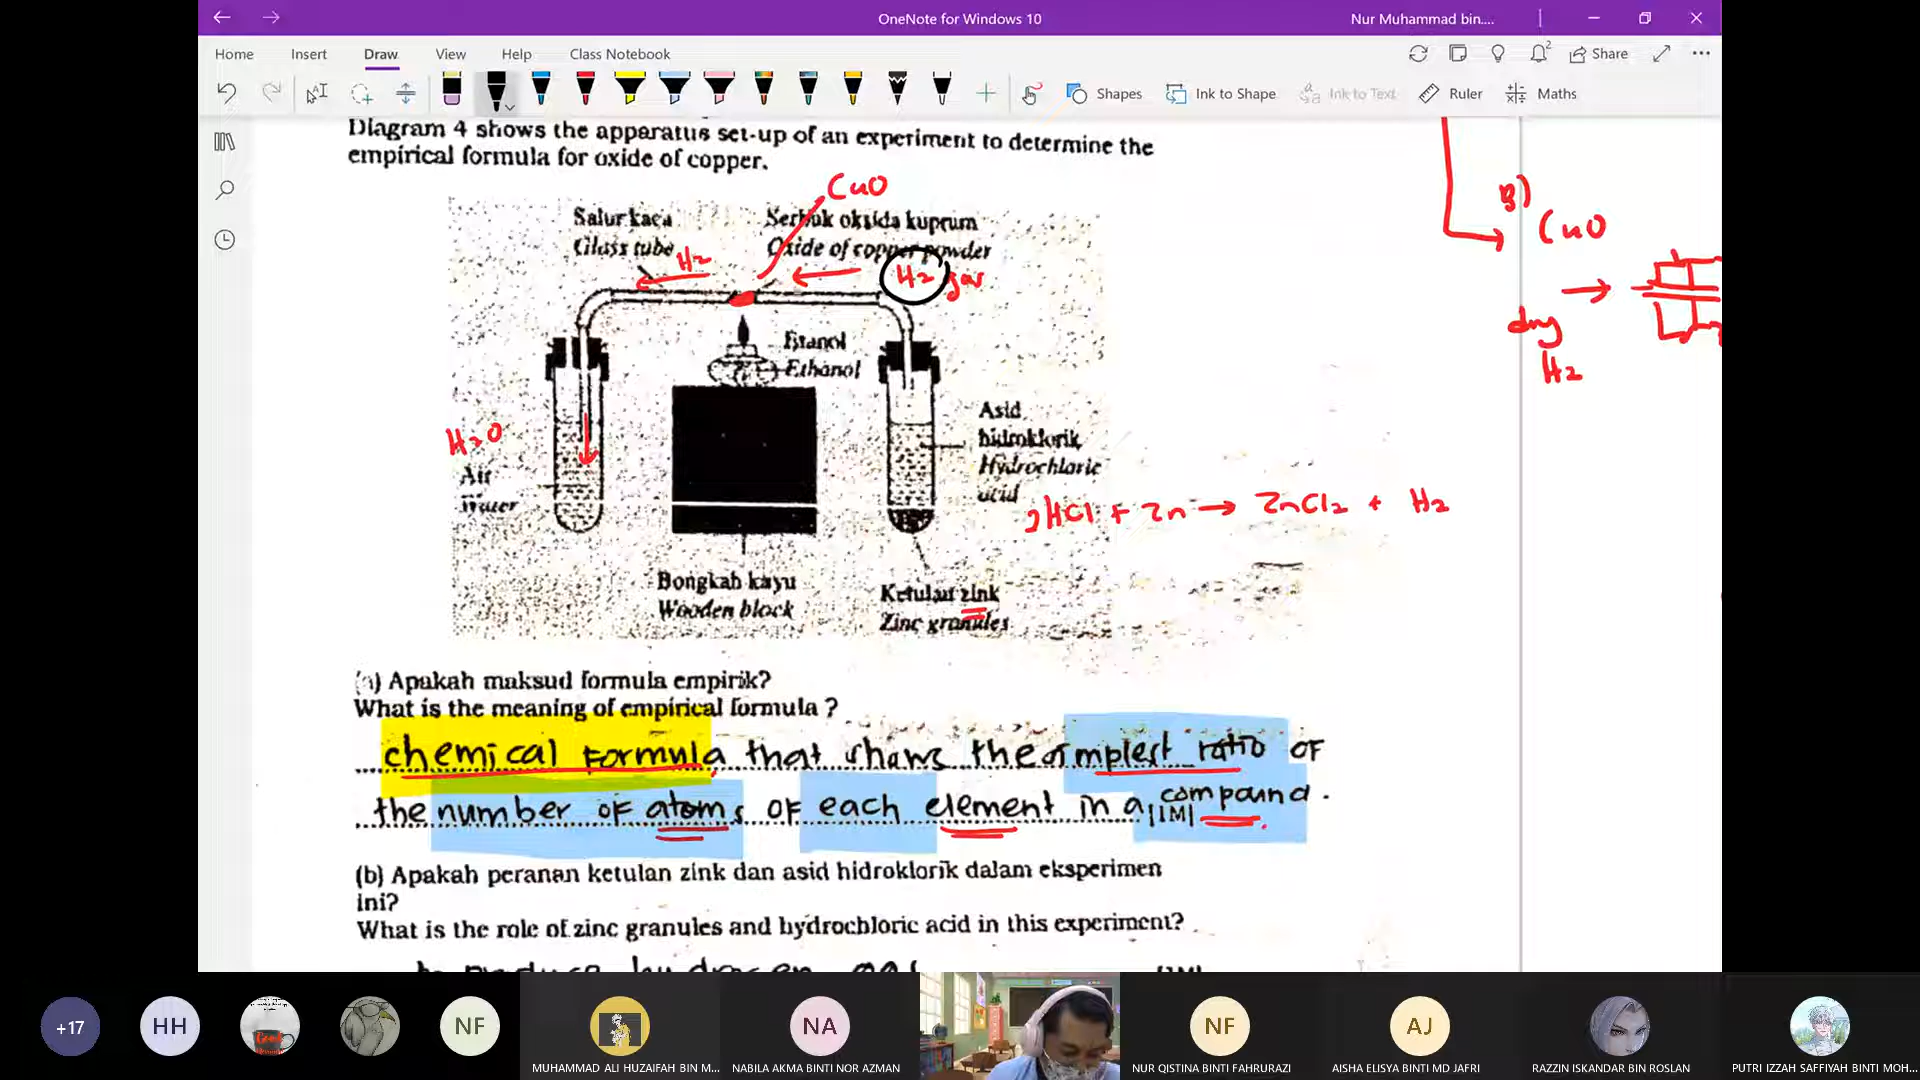 OneNote for Windows 10
Nur Muhammad bin....
Home Insert Draw View Help Class Notebook
2 Share
Shapes Ink to Shape Ink to Text Ruler Maths
Diagram 4 shows the apparatus set-up of an experiment to determine the
empirical formula for oxide of copper.
CuO
Salur kaca
Glass tube
Serbuk oksida kuprum
Oxide of copper powder
H2
H2 gas
Etanol
Ethanol
H2O
Air
Water
Asid
hidroklorik
Hydrochloric
acid
2HCl + Zn → ZnCl2 + H2
Bongkah kayu
Wooden block
Ketulan zink
Zinc granules
CuO
→
dng
H2
(a) Apakah maksud formula empirik?
What is the meaning of empirical formula ?
chemical formula that shows the simplest ratio of
the number of atoms of each element in a compound.
[1M]
(b) Apakah peranan ketulan zink dan asid hidroklorik dalam eksperimen
ini?
What is the role of zinc granules and hydrochloric acid in this experiment?
to produce hydrogen gas
[1M]
+17
HH
NF
MUHAMMAD ALI HUZAIFAH BIN M...
NA
NABILA AKMA BINTI NOR AZMAN
NF
NUR QISTINA BINTI FAHRURAZI
AJ
AISHA ELISYA BINTI MD JAFRI
RAZZIN ISKANDAR BIN ROSLAN
PUTRI IZZAH SAFFIYAH BINTI MOH...